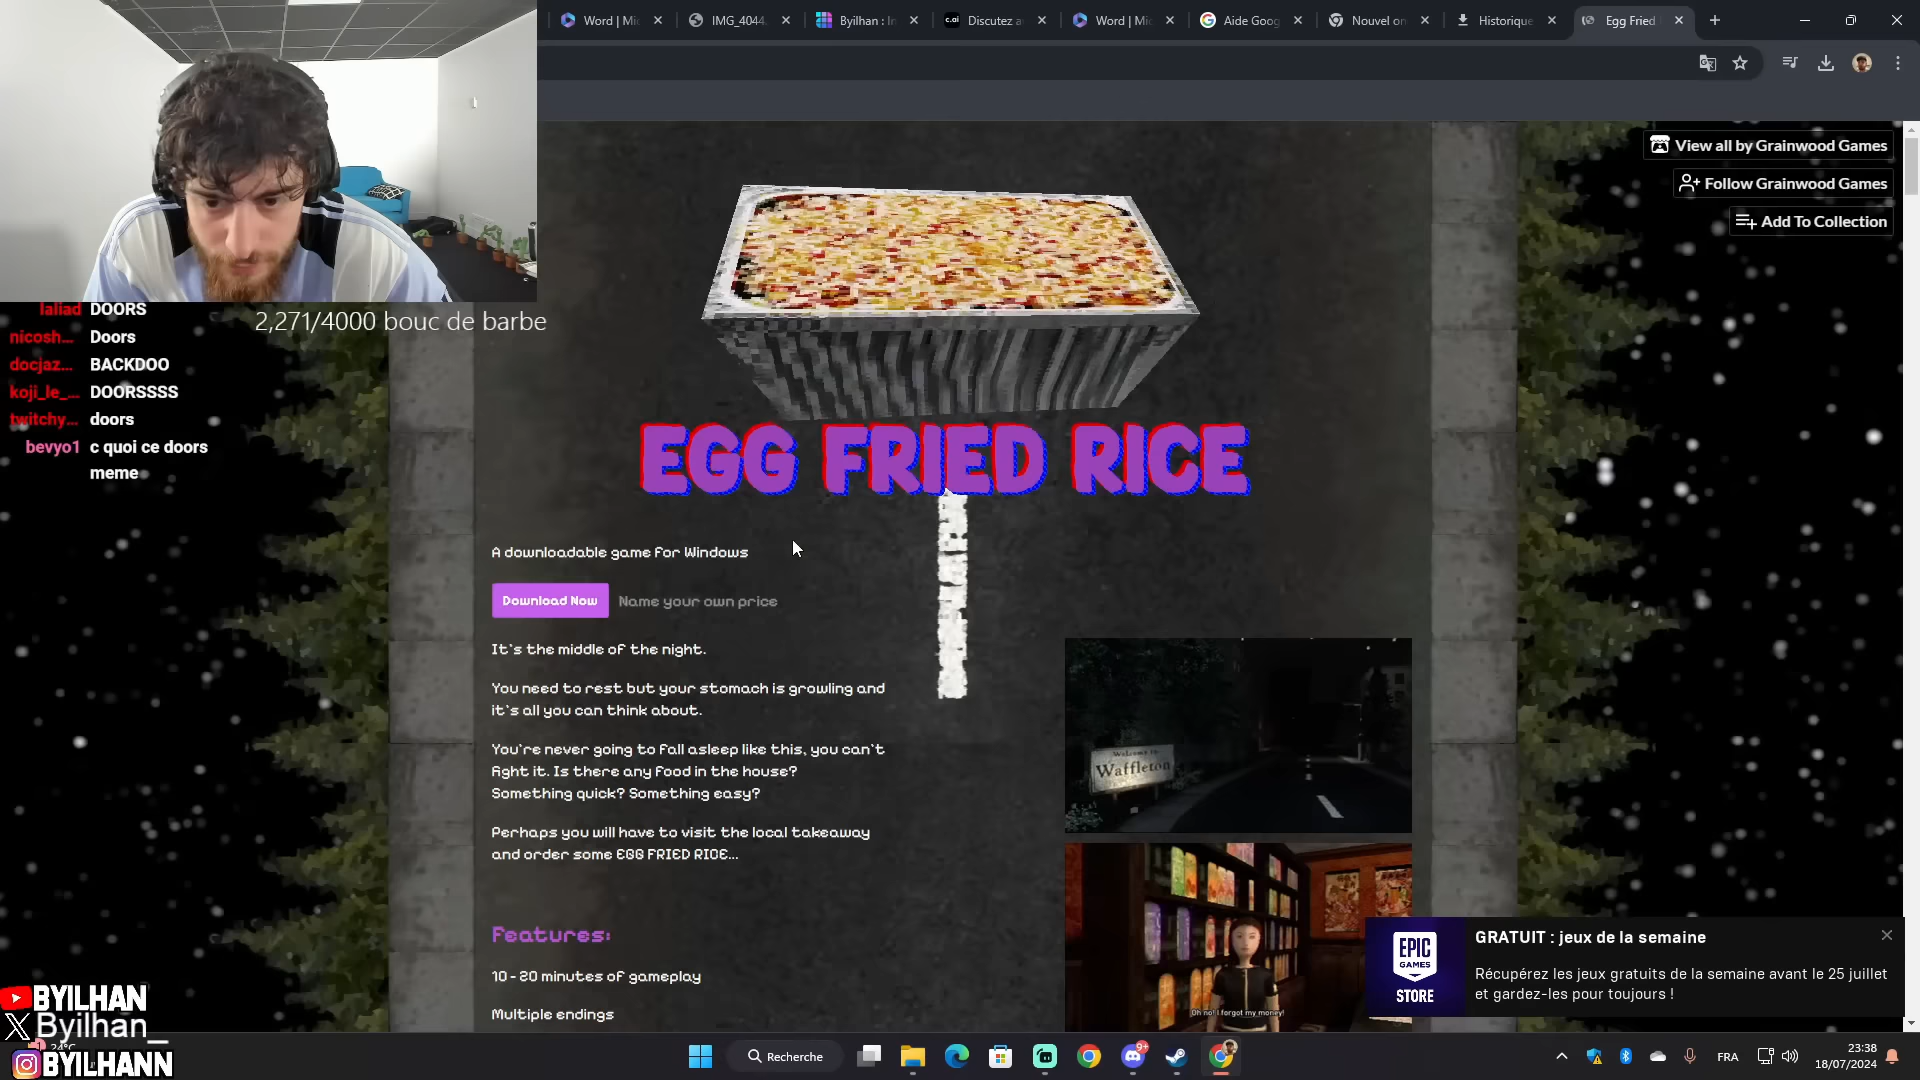 Word | Mic
IMG_4044.
Byilhan : In
c.ai
Discutez a
Word | Mic
Aide Goog
Nouvel on
Historique
Egg Fried
View all by Grainwood Games
Follow Grainwood Games
Add To Collection
laliad DOORS
nicosh... Doors
docjaz... BACKDOO
koji_le_... DOORSSSS
twitchy... doors
bevyo1 c quoi ce doors
meme
2,271/4000 bouc de barbe
EGG FRIED RICE
A downloadable game for Windows
Download Now Name your own price
It's the middle of the night.
You need to rest but your stomach is growling and
it's all you can think about.
You're never going to fall asleep like this, you can't
fight it. Is there any food in the house?
Something quick? Something easy?
Perhaps you will have to visit the local takeaway
and order some EGG FRIED RICE...
Features:
10 - 20 minutes of gameplay
Multiple endings
Welcome to
Waffleton
Oh no! I forgot my money!
EPIC
GAMES
STORE
GRATUIT : jeux de la semaine
Récupérez les jeux gratuits de la semaine avant le 25 juillet
et gardez-les pour toujours !
BYILHAN
Byilhan_
BYILHANN
24°C
Recherche
9+
FRA
23:38
18/07/2024